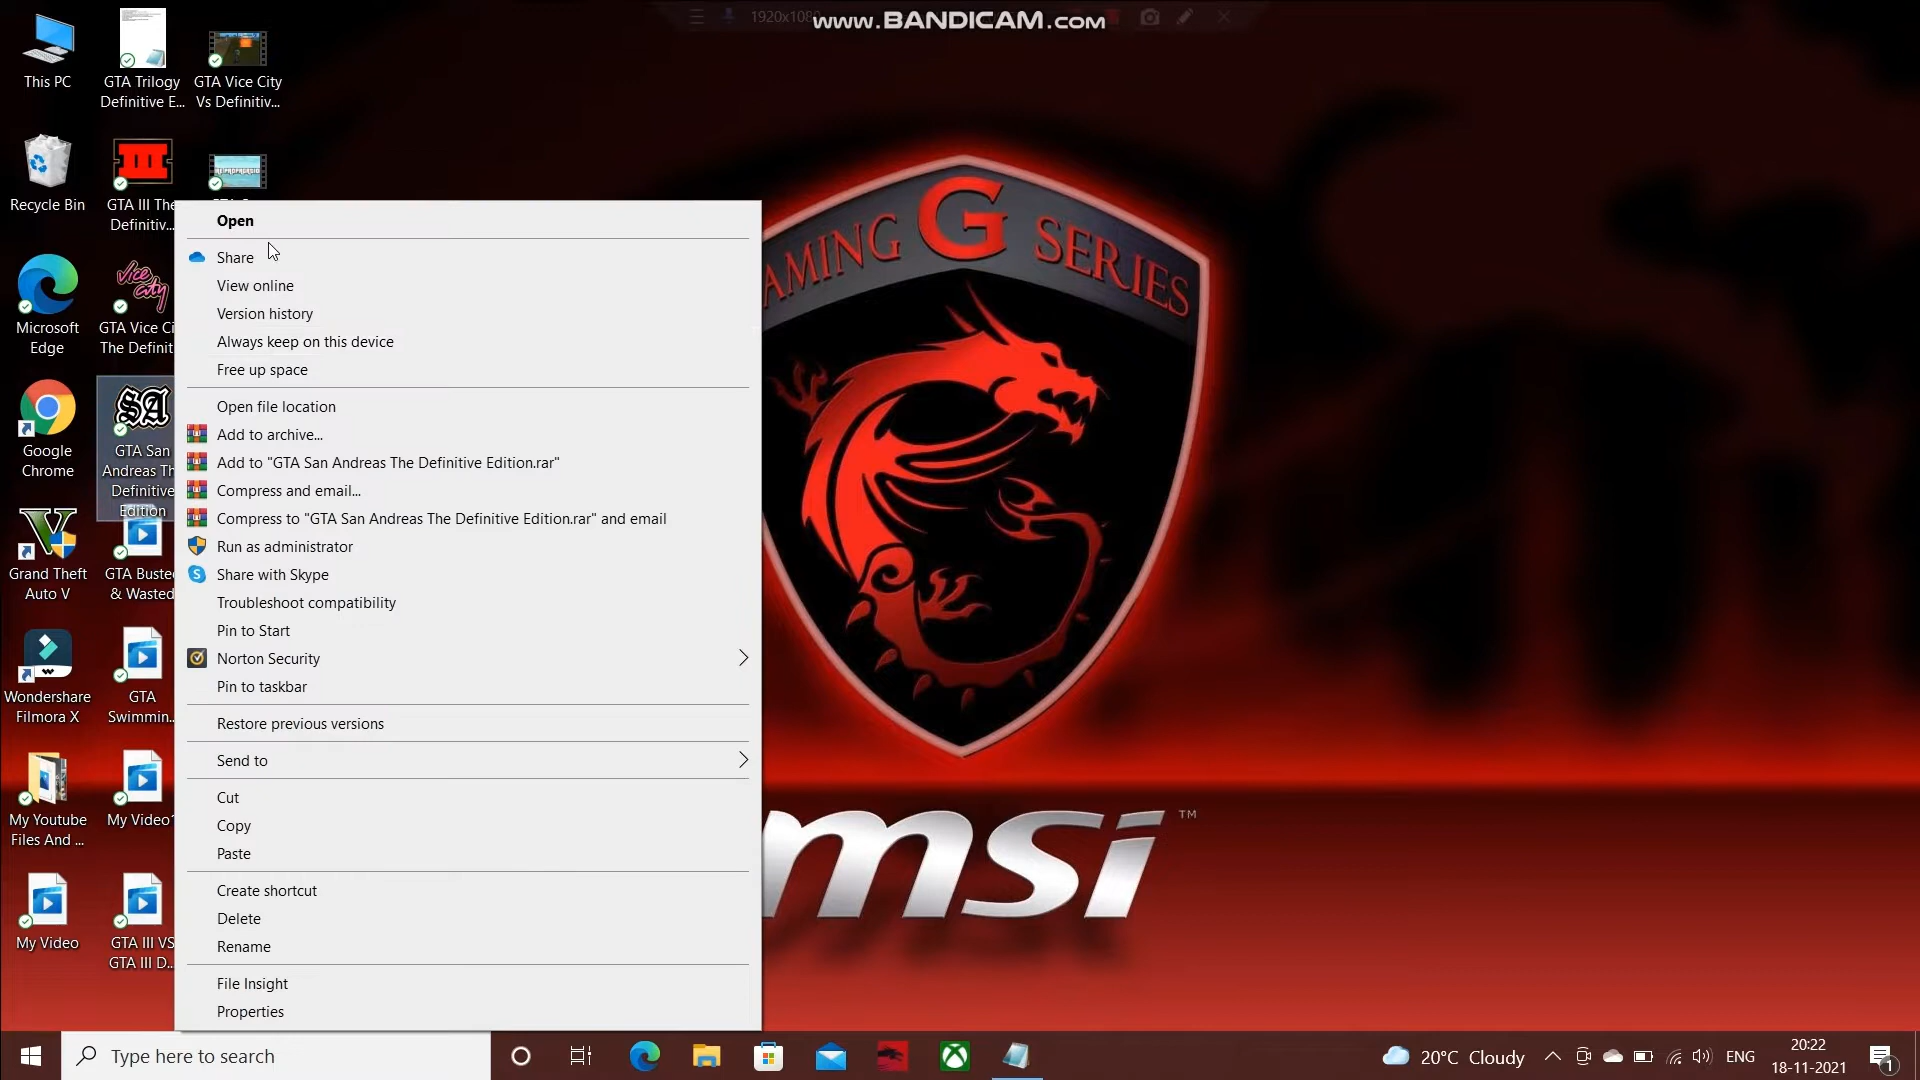 1920x1080
www.BANDICAM.com
This PC
GTA Trilogy
Definitive E...
GTA Vice City
Vs Definitiv...
Recycle Bin
GTA III The
Definitiv...
Microsoft
Edge
GTA Vice Ci
The Definit
Google
Chrome
GTA San
Andreas Th
Definitive
Edition
Grand Theft
Auto V
GTA Busted
& Wasted
Wondershare
Filmora X
GTA
Swimmin...
My Youtube
Files And ...
My Video1
My Video
GTA III VS
GTA III D...
Open
Share
View online
Version history
Always keep on this device
Free up space
Open file location
Add to archive...
Add to "GTA San Andreas The Definitive Edition.rar"
Compress and email...
Compress to "GTA San Andreas The Definitive Edition.rar" and email
Run as administrator
Share with Skype
Troubleshoot compatibility
Pin to Start
Norton Security
Pin to taskbar
Restore previous versions
Send to
Cut
Copy
Paste
Create shortcut
Delete
Rename
File Insight
Properties
AMING G SERIES
msi TM
Type here to search
20°C Cloudy
ENG
20:22
18-11-2021
1